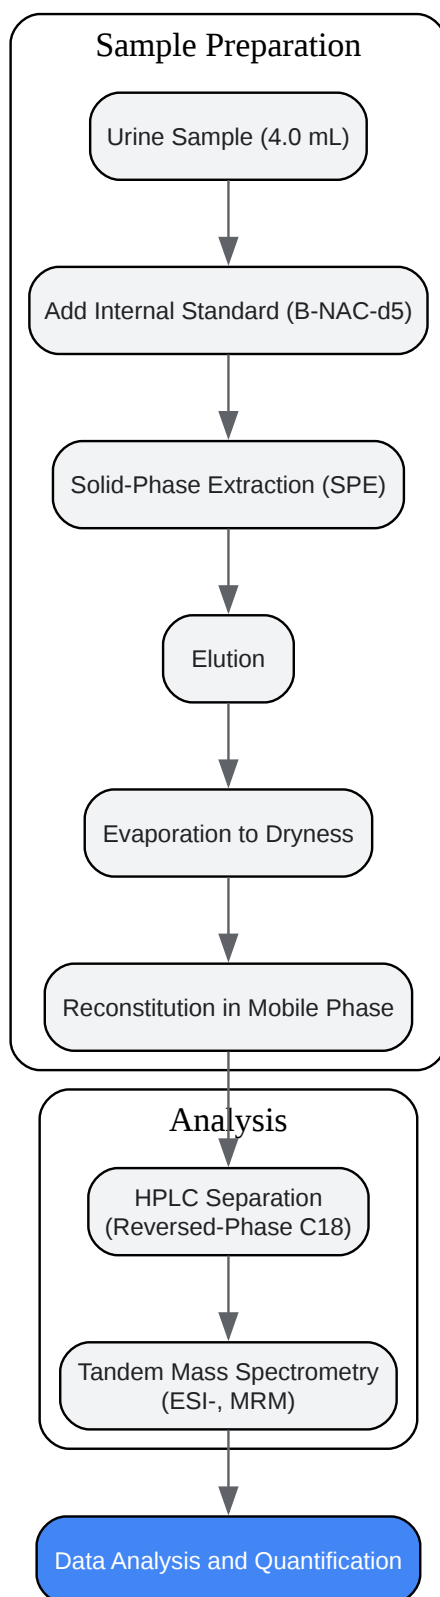 Sample Preparation
Urine Sample (4.0 mL)
Add Internal Standard (B-NAC-d5)
Solid-Phase Extraction (SPE)
Elution
Evaporation to Dryness
Reconstitution in Mobile Phase
Analysis
HPLC Separation
(Reversed-Phase C18)
Tandem Mass Spectrometry
(ESI-, MRM)
Data Analysis and Quantification